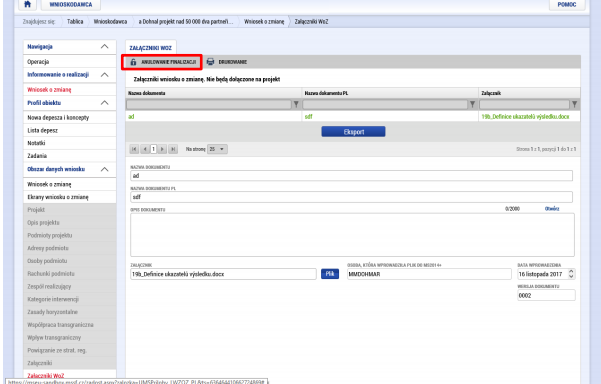 WNIOSKODAWCA
POMOC
Znajdujesz się: Tablica Wnioskodawca a Dohnal projekt nad 50 000 dva partneři... Wniosek o zmianę Załączniki WoZ
Nawigacja
Operacja
Informowanie o realizacji
Wniosek o zmianę
Profil obiektu
Nowa depesza i koncepty
Lista depesz
Notatki
Zadania
Obszar danych wniosku
Wniosek o zmianę
Ekrany wniosku o zmianę
Projekt
Opis projektu
Podmioty projektu
Adresy podmiotu
Osoby podmiotu
Rachunki podmiotu
Zespół realizujący
Kategorie interwencji
Zasady horyzontalne
Współpraca transgraniczna
Wpływ transgraniczny
Powiązanie ze strat. reg.
Załączniki
Załączniki WoZ
ZAŁĄCZNIKI WOZ
ANULOWANIE FINALIZACJI DRUKOWANIE
Załączniki wniosku o zmianę. Nie będą dołączone na projekt
Nazwa dokumentu Nazwa dokumentu PL Załącznik
ad sdf 19b_Definice ukazatelů výsledku.docx
Eksport
1 Na stronę 25 Strona 1 z 1, pozycji 1 do 1 z 1
NAZWA DOKUMENTU
ad
NAZWA DOKUMENTU PL
sdf
OPIS DOKUMENTU 0/2000 Otwórz
ZAŁĄCZNIK OSOBA, KTÓRA WPROWADZIŁA PLIK DO MS2014+ DATA WPROWADZENIA
19b_Definice ukazatelů výsledku.docx Plik MMDOHMAR 16 listopada 2017
WERSJA DOKUMENTU
0002